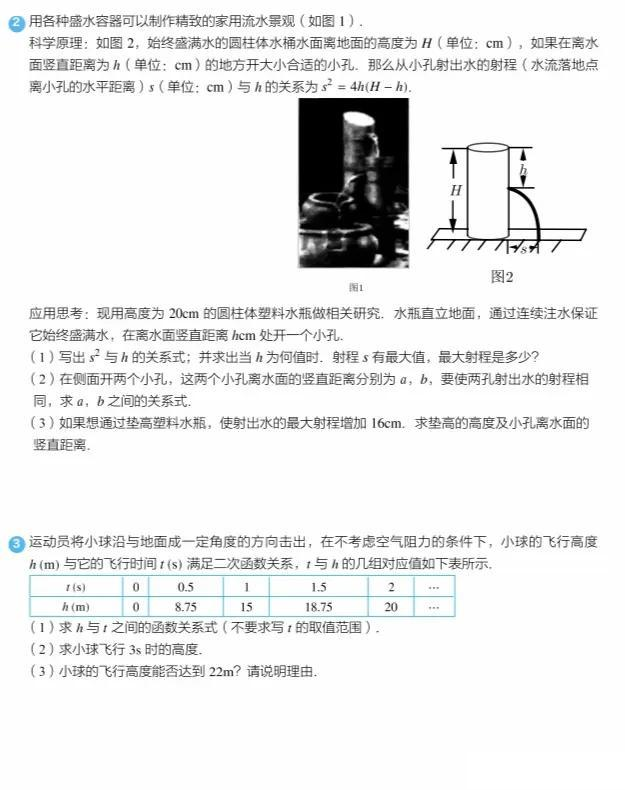 2 用各种盛水容器可以制作精致的家用流水景观（如图 1）.
科学原理：如图 2，始终盛满水的圆柱体水桶水面离地面的高度为 H（单位：cm），如果在离水
面竖直距离为 h（单位：cm）的地方开大小合适的小孔．那么从小孔射出水的射程（水流落地点
离小孔的水平距离）s（单位：cm）与 h 的关系为 s² = 4h(H − h).
H
h
s
图1
图2
应用思考：现用高度为 20cm 的圆柱体塑料水瓶做相关研究．水瓶直立地面，通过连续注水保证
它始终盛满水，在离水面竖直距离 hcm 处开一个小孔.
（1）写出 s² 与 h 的关系式；并求出当 h 为何值时．射程 s 有最大值，最大射程是多少？
（2）在侧面开两个小孔，这两个小孔离水面的竖直距离分别为 a，b，要使两孔射出水的射程相
同，求 a，b 之间的关系式.
（3）如果想通过垫高塑料水瓶，使射出水的最大射程增加 16cm．求垫高的高度及小孔离水面的
竖直距离.
3 运动员将小球沿与地面成一定角度的方向击出，在不考虑空气阻力的条件下，小球的飞行高度
h (m) 与它的飞行时间 t (s) 满足二次函数关系，t 与 h 的几组对应值如下表所示.
t (s) 0 0.5 1 1.5 2 ···
h (m) 0 8.75 15 18.75 20 ···
（1）求 h 与 t 之间的函数关系式（不要求写 t 的取值范围）.
（2）求小球飞行 3s 时的高度.
（3）小球的飞行高度能否达到 22m？请说明理由.